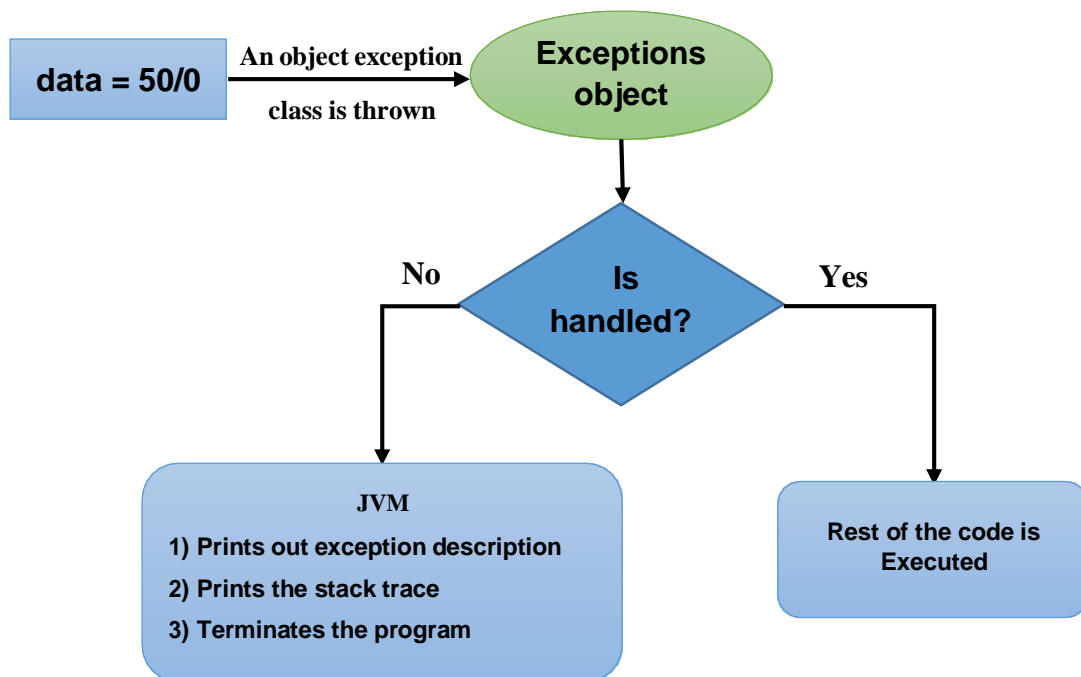 data = 50/0
An object exception
class is thrown
Exceptions
object
Is
handled?
No
Yes
JVM
1) Prints out exception description
2) Prints the stack trace
3) Terminates the program
Rest of the code is
Executed